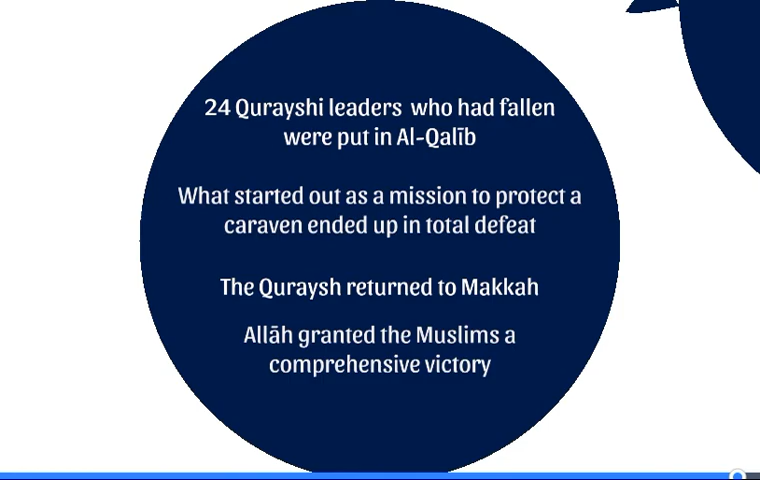 24 Qurayshi leaders who had fallen
were put in Al-Qalīb
What started out as a mission to protect a
caraven ended up in total defeat
The Quraysh returned to Makkah
Allāh granted the Muslims a
comprehensive victory